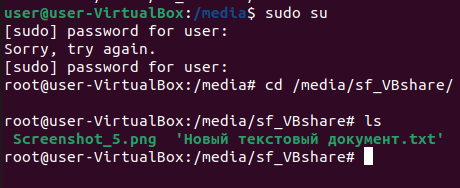 user@user-VirtualBox:/media$ sudo su
[sudo] password for user:
Sorry, try again.
[sudo] password for user:
root@user-VirtualBox:/media# cd /media/sf_VBshare/
root@user-VirtualBox:/media/sf_VBshare# ls
Screenshot_5.png  'Новый текстовый документ.txt'
root@user-VirtualBox:/media/sf_VBshare#